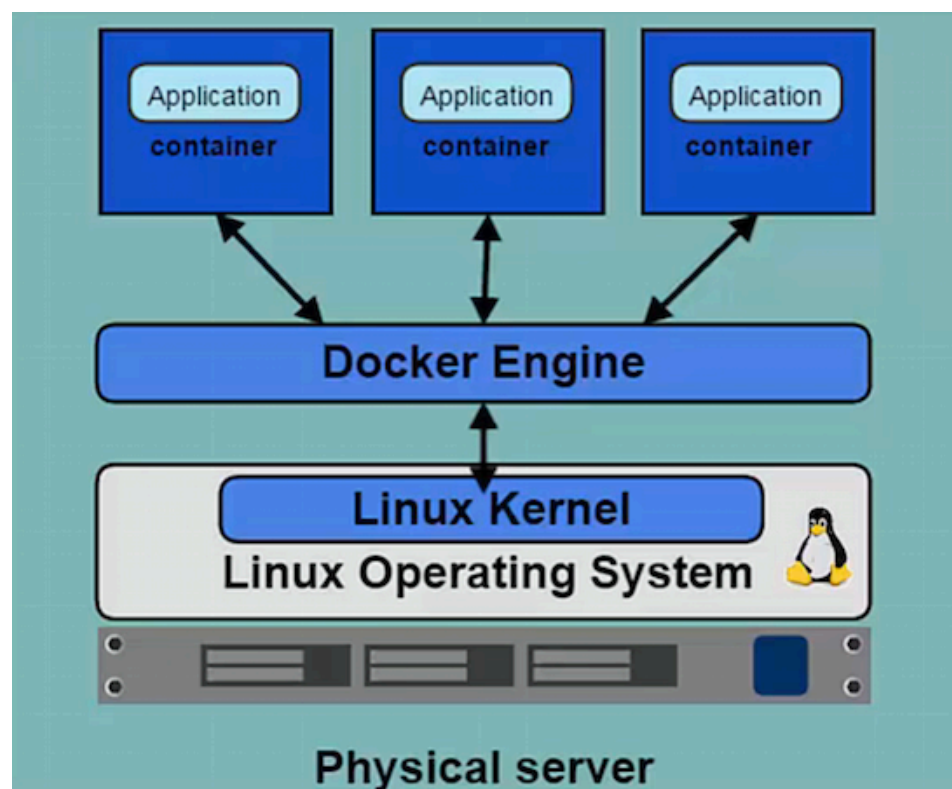 Application Application Application
container container container
Docker Engine
Linux Kernel
Linux Operating System
Physical server